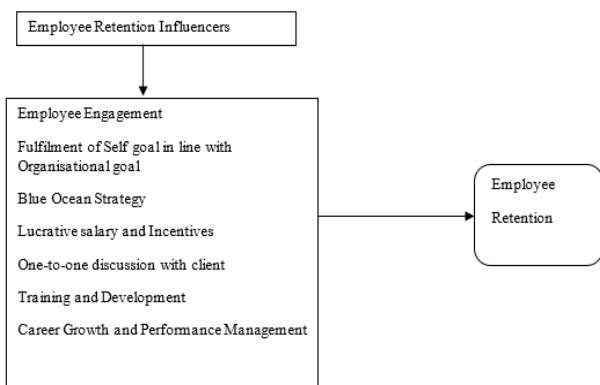 Employee Retention Influencers
Employee Engagement
Fulfilment of Self goal in line with
Organisational goal
Blue Ocean Strategy
Lucrative salary and Incentives
One-to-one discussion with client
Training and Development
Career Growth and Performance Management
Employee
Retention